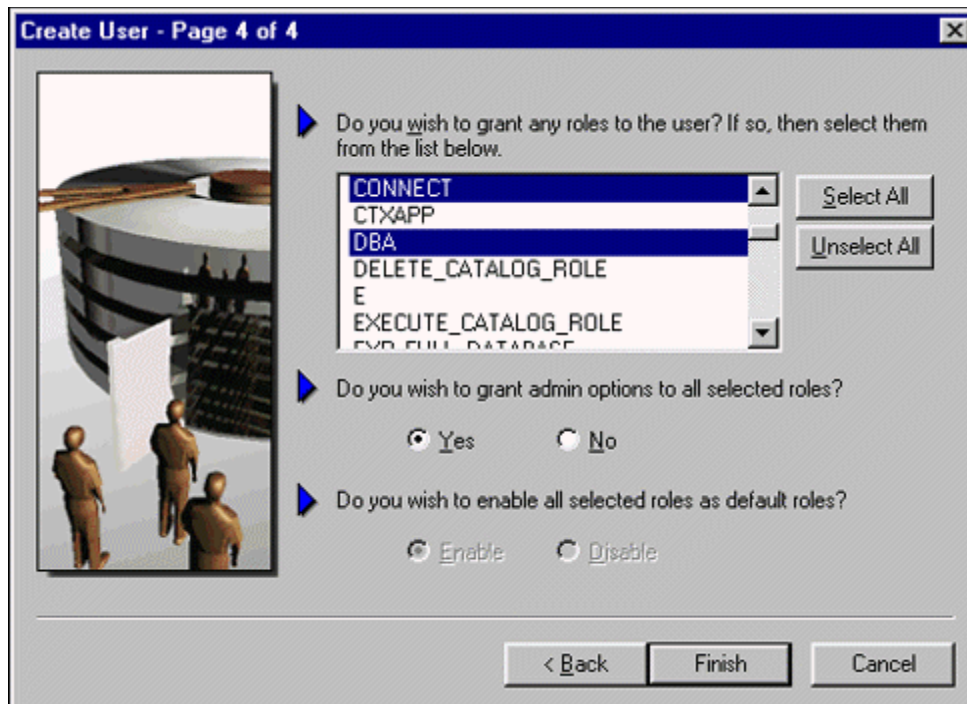 Create User - Page 4 of 4
Do you wish to grant any roles to the user? If so, then select them
from the list below.
CONNECT
CTXAPP
DBA
DELETE_CATALOG_ROLE
E
EXECUTE_CATALOG_ROLE
EXP_FULL_DATABASE
Select All
Unselect All
Do you wish to grant admin options to all selected roles?
Yes No
Do you wish to enable all selected roles as default roles?
Enable Disable
< Back Finish Cancel